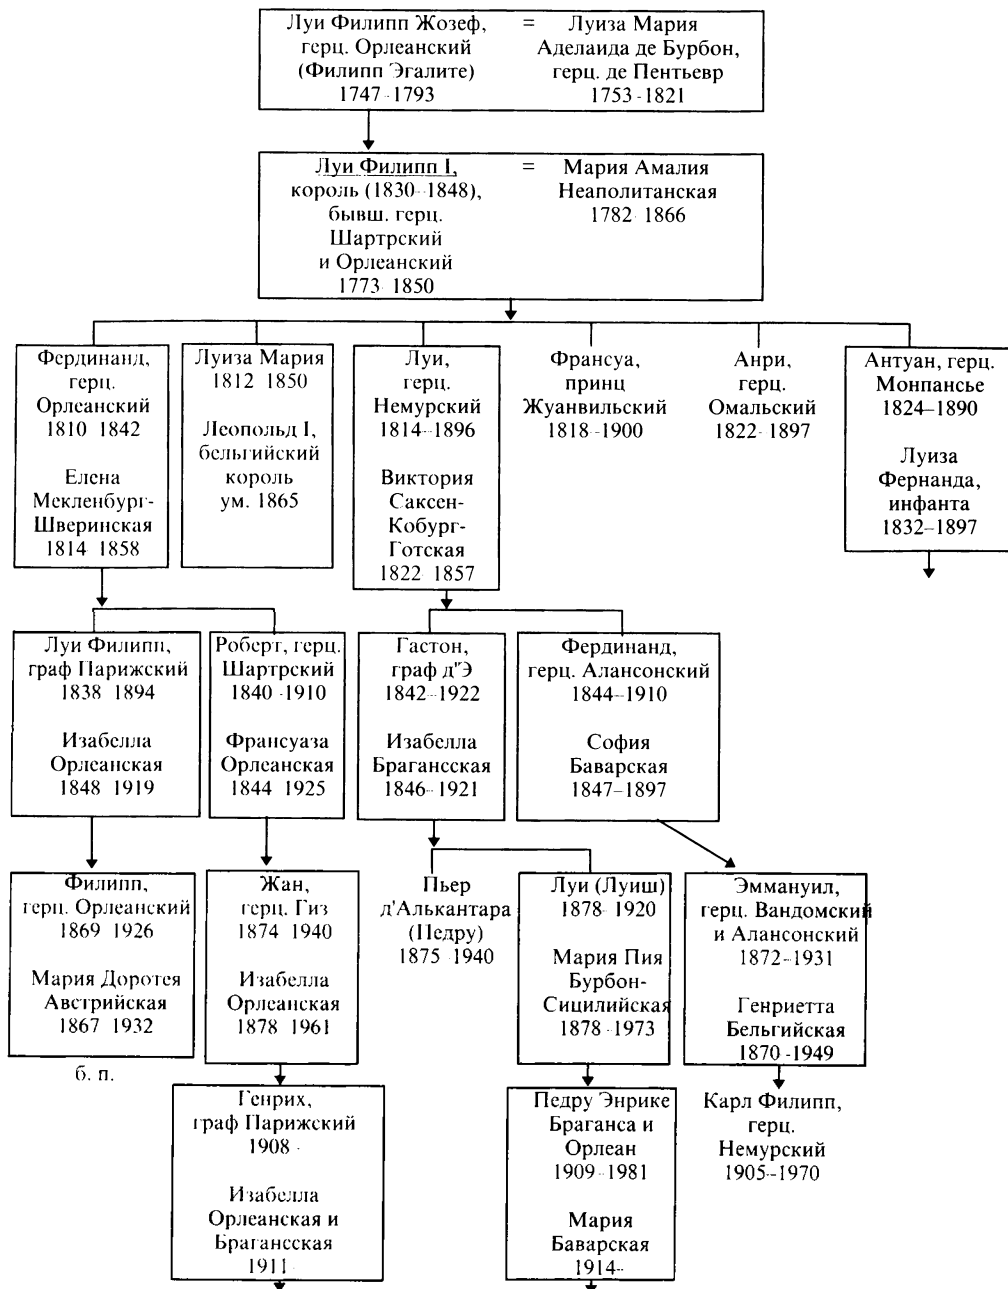 Луи Филипп Жозеф,
герц. Орлеанский
(Филипп Эгалите)
1747-1793
=
Луиза Мария
Аделаида де Бурбон,
герц. де Пентьевр
1753-1821
Луи Филипп I,
король (1830-1848),
бывш. герц.
Шартрский
и Орлеанский
1773 1850
=
Мария Амалия
Неаполитанская
1782 1866
Фердинанд,
герц.
Орлеанский
1810 1842
Елена
Мекленбург-
Шверинская
1814 1858
Луиза Мария
1812 1850
Леопольд I,
бельгийский
король
ум. 1865
Луи,
герц.
Немурский
1814–1896
Виктория
Саксен-
Кобург-
Готская
1822 1857
Франсуа,
принц
Жуанвильский
1818-1900
Анри,
герц.
Омальский
1822-1897
Антуан, герц.
Монпансье
1824–1890
Луиза
Фернанда,
инфанта
1832–1897
Луи Филипп,
граф Парижский
1838 1894
Изабелла
Орлеанская
1848 1919
Роберт, герц.
Шартрский
1840-1910
Франсуаза
Орлеанская
1844 1925
Гастон,
граф д'Э
1842-1922
Изабелла
Брагансская
1846-1921
Фердинанд,
герц. Алансонский
1844–1910
София
Баварская
1847–1897
Филипп,
герц. Орлеанский
1869 1926
Мария Доротея
Австрийская
1867 1932
б. п.
Жан,
герц. Гиз
1874 1940
Изабелла
Орлеанская
1878 1961
Пьер
д'Алькантара
(Педру)
1875 1940
Луи (Луиш)
1878-1920
Мария Пия
Бурбон-
Сицилийская
1878-1973
Эммануил,
герц. Вандомский
и Алансонский
1872–1931
Генриетта
Бельгийская
1870-1949
Генрих,
граф Парижский
1908-
Изабелла
Орлеанская и
Брагансская
1911-
Педру Энрике
Браганса и
Орлеан
1909-1981
Мария
Баварская
1914-
Карл Филипп,
герц.
Немурский
1905-1970